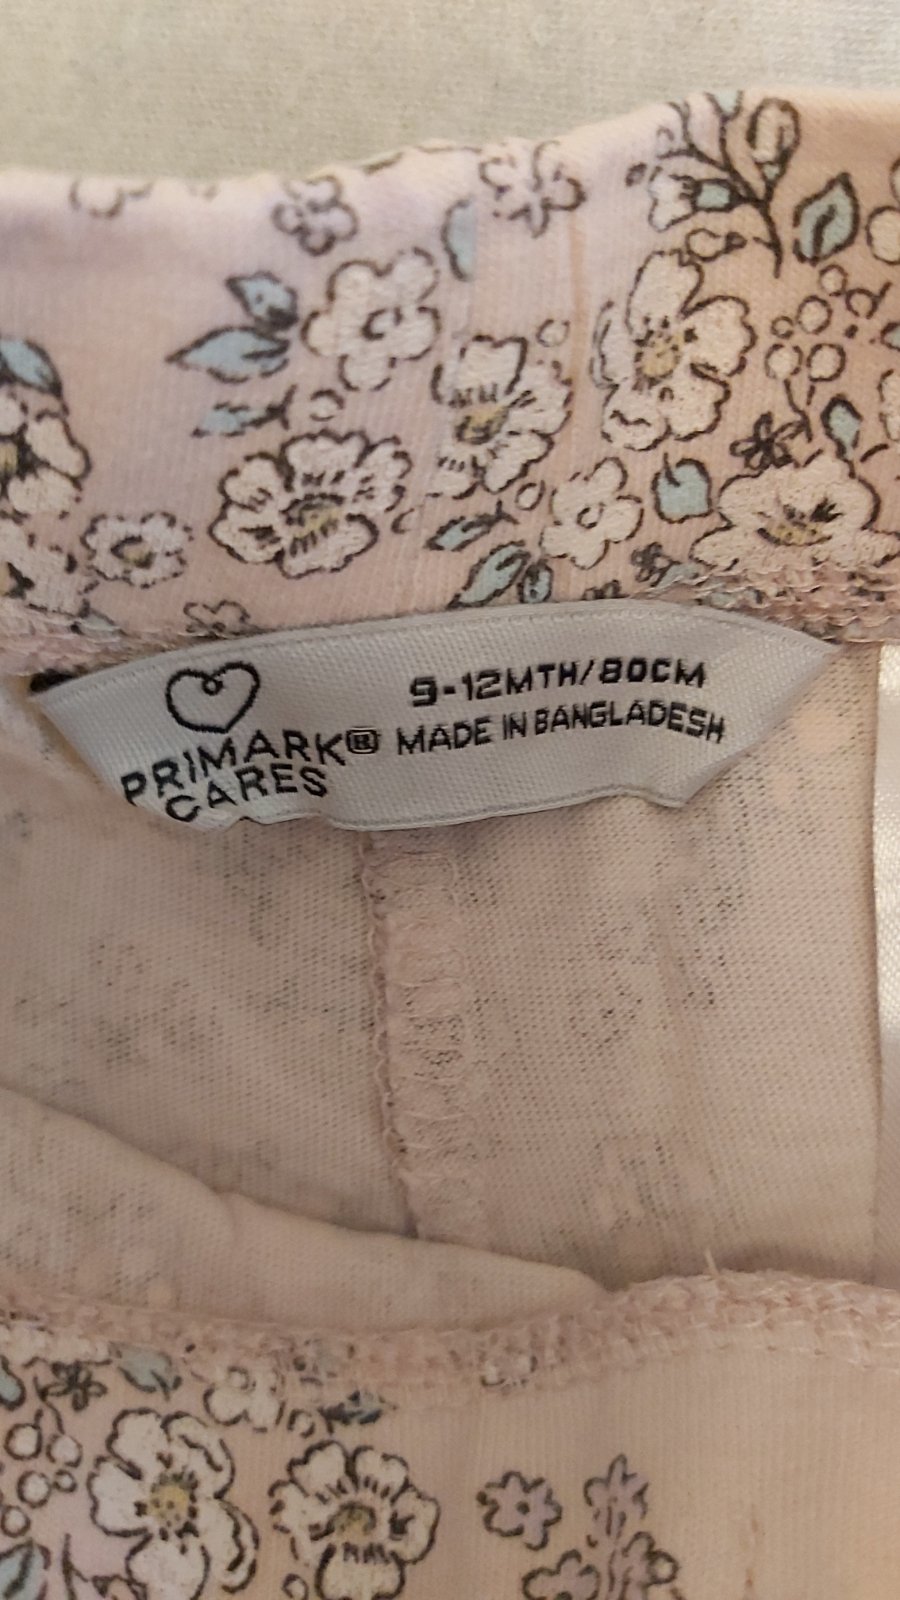 PRIMARK®
CARES
9-12MTH/80CM
MADE IN BANGLADESH